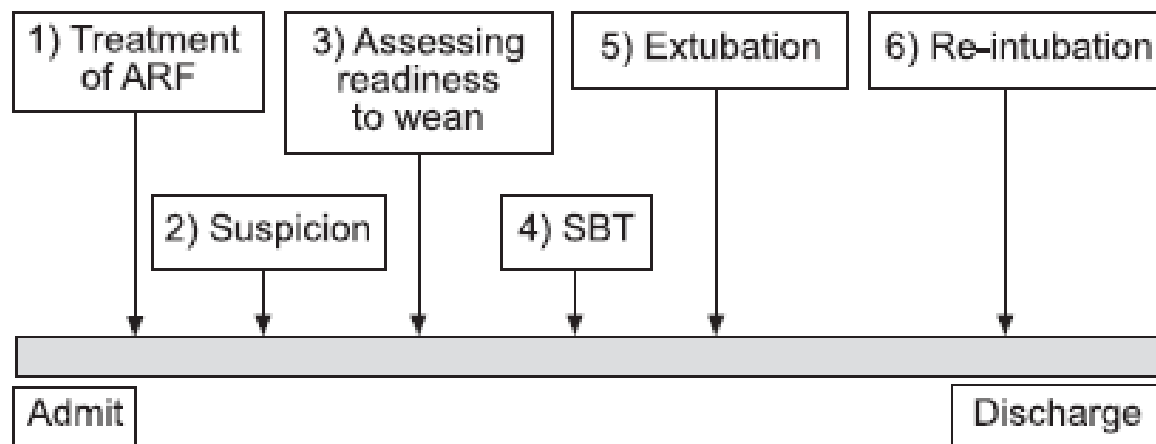 1) Treatment
of ARF
2) Suspicion
3) Assessing
readiness
to wean
4) SBT
5) Extubation
6) Re-intubation
Admit
Discharge